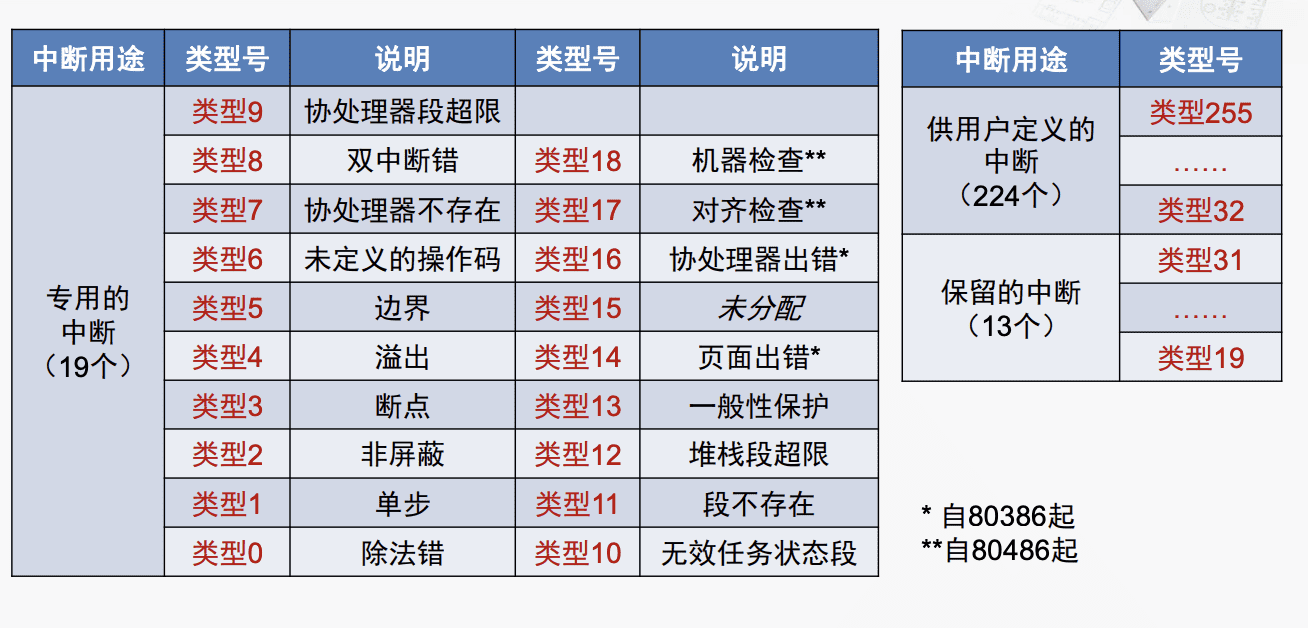 中断用途 类型号 说明 类型号 说明
专用的
中断
（19个）
类型9 协处理器段超限
类型8 双中断错 类型18 机器检查**
类型7 协处理器不存在 类型17 对齐检查**
类型6 未定义的操作码 类型16 协处理器出错*
类型5 边界 类型15 未分配
类型4 溢出 类型14 页面出错*
类型3 断点 类型13 一般性保护
类型2 非屏蔽 类型12 堆栈段超限
类型1 单步 类型11 段不存在
类型0 除法错 类型10 无效任务状态段
中断用途 类型号
供用户定义的
中断
（224个）
类型255
……
类型32
保留的中断
（13个）
类型31
……
类型19
* 自80386起
**自80486起